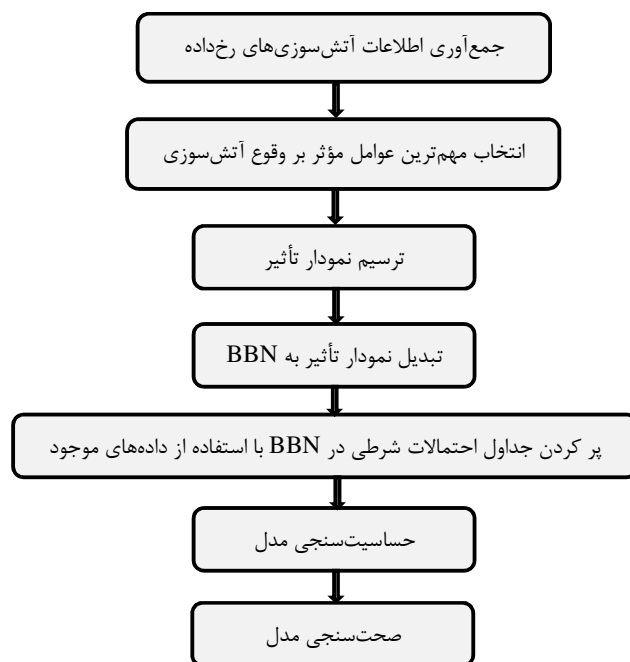 جمع‌آوری اطلاعات آتش‌سوزی‌های رخ‌داده
انتخاب مهم‌ترین عوامل مؤثر بر وقوع آتش‌سوزی
ترسیم نمودار تأثیر
تبدیل نمودار تأثیر به BBN
پر کردن جداول احتمالات شرطی در BBN با استفاده از داده‌های موجود
حساسیت‌سنجی مدل
صحت‌سنجی مدل